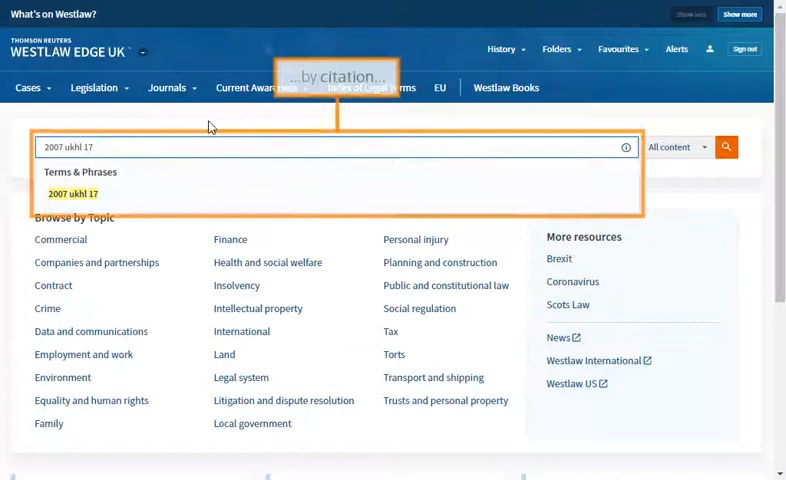 What's on Westlaw?
Show less
Show more
THOMSON REUTERS
WESTLAW EDGE UK™
History
Folders
Favourites
Alerts
Sign out
Cases
Legislation
Journals
Current Awareness
Index of Legal Terms
EU
Westlaw Books
...by citation...
2007 ukhl 17
All content
Terms & Phrases
2007 ukhl 17
Browse by Topic
Commercial
Companies and partnerships
Contract
Crime
Data and communications
Employment and work
Environment
Equality and human rights
Family
Finance
Health and social welfare
Insolvency
Intellectual property
International
Land
Legal system
Litigation and dispute resolution
Local government
Personal injury
Planning and construction
Public and constitutional law
Social regulation
Tax
Torts
Transport and shipping
Trusts and personal property
More resources
Brexit
Coronavirus
Scots Law
News
Westlaw International
Westlaw US